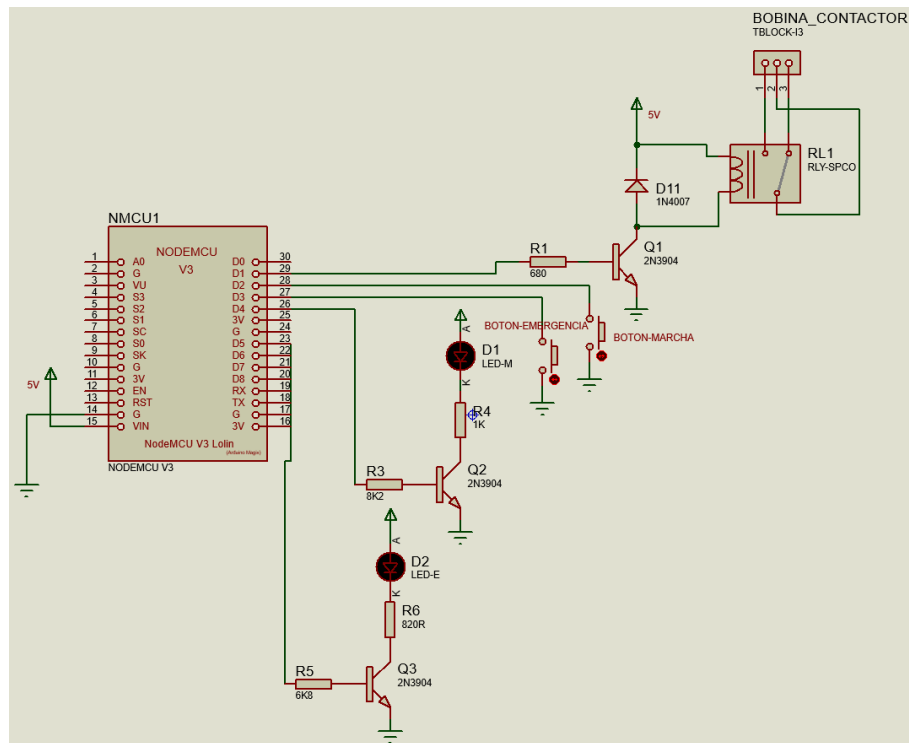 BOBINA_CONTACTOR
TBLOCK-I3
1
2
3
5V
RL1
RLY-SPCO
D11
1N4007
NMCU1
NODEMCU
V3
1 A0 D0 30
2 G D1 29
3 VU D2 28
4 S3 D3 27
5 S2 D4 26
6 S1 3V 25
7 SC G 24
8 S0 D5 23
9 SK D6 22
10 G D7 21
11 3V D8 20
12 EN RX 19
13 RST TX 18
14 G G 17
15 VIN 3V 16
NodeMCU V3 Lolin
(Arduino Magix)
NODEMCU V3
5V
R1
680
Q1
2N3904
BOTON-EMERGENCIA
BOTON-MARCHA
A
D1
LED-M
K
R4
1K
R3
8K2
Q2
2N3904
A
D2
LED-E
K
R6
820R
R5
6K8
Q3
2N3904